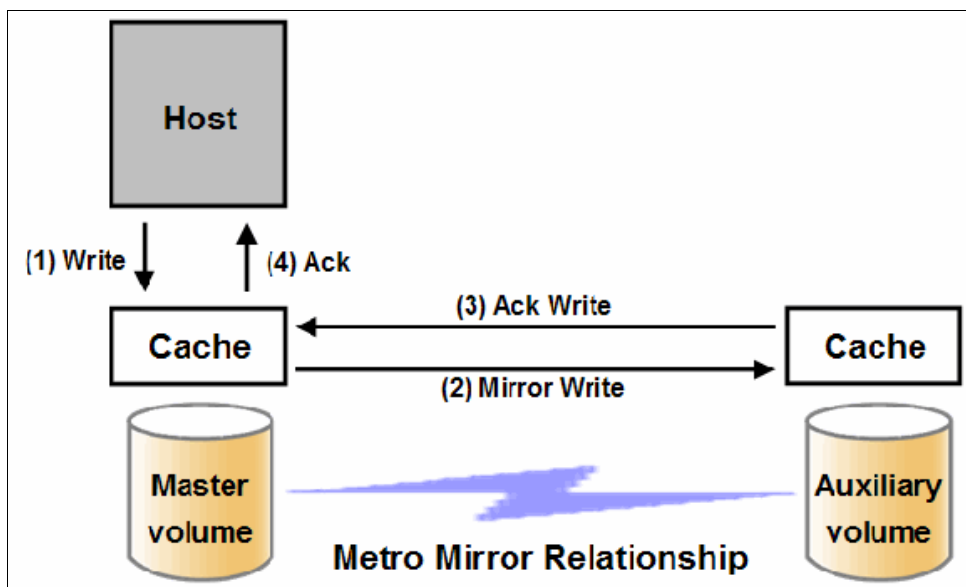 Host
(1) Write
(4) Ack
(3) Ack Write
Cache
Cache
(2) Mirror Write
Master
volume
Auxiliary
volume
Metro Mirror Relationship